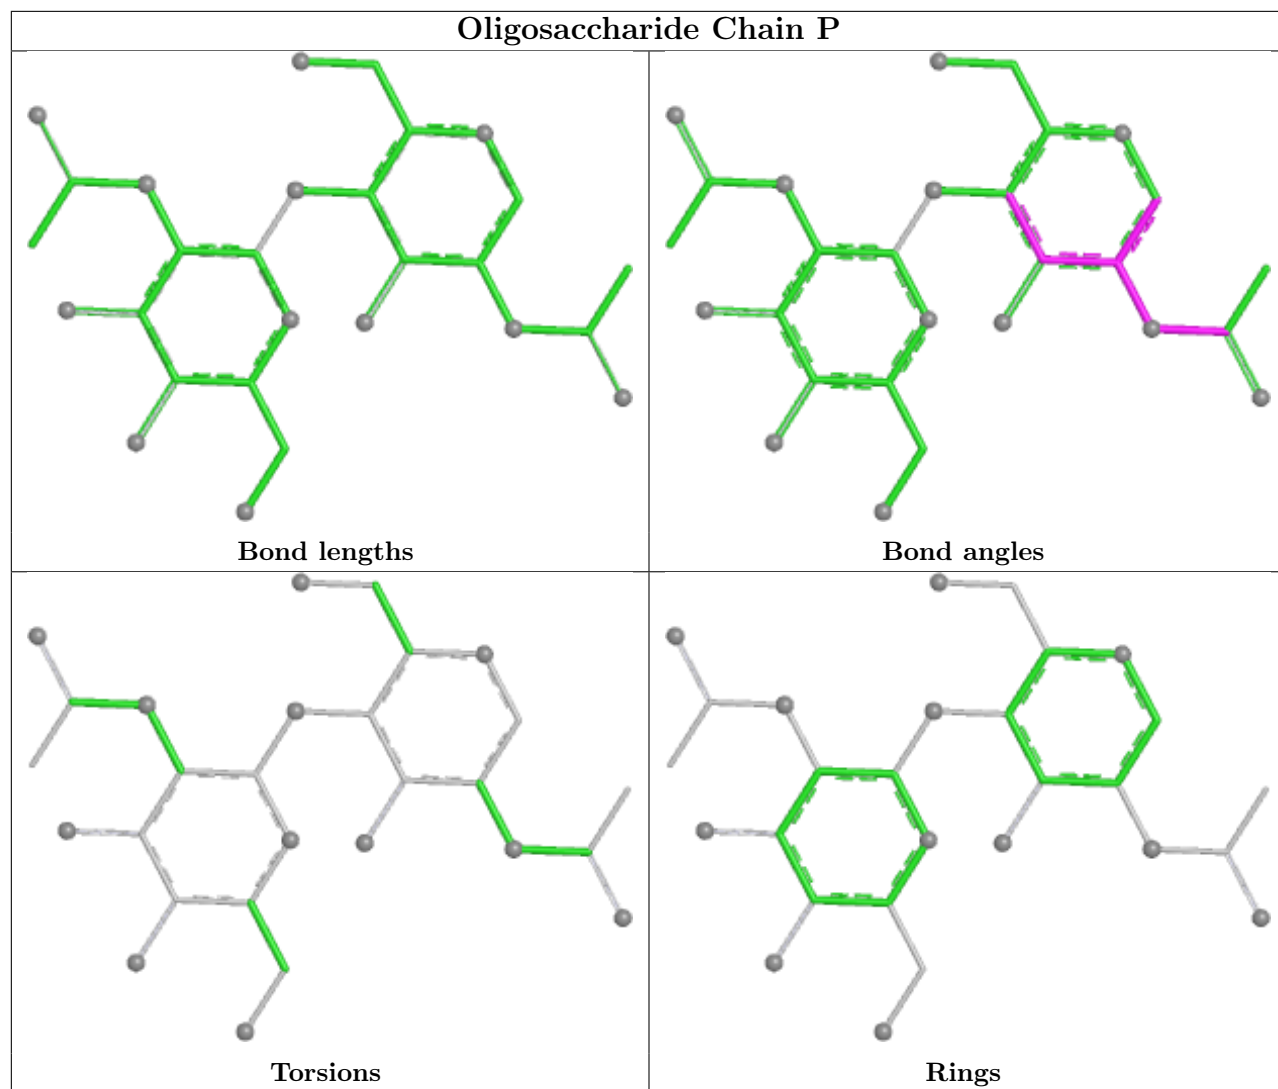 Oligosaccharide Chain P
Bond lengths
Bond angles
Torsions
Rings